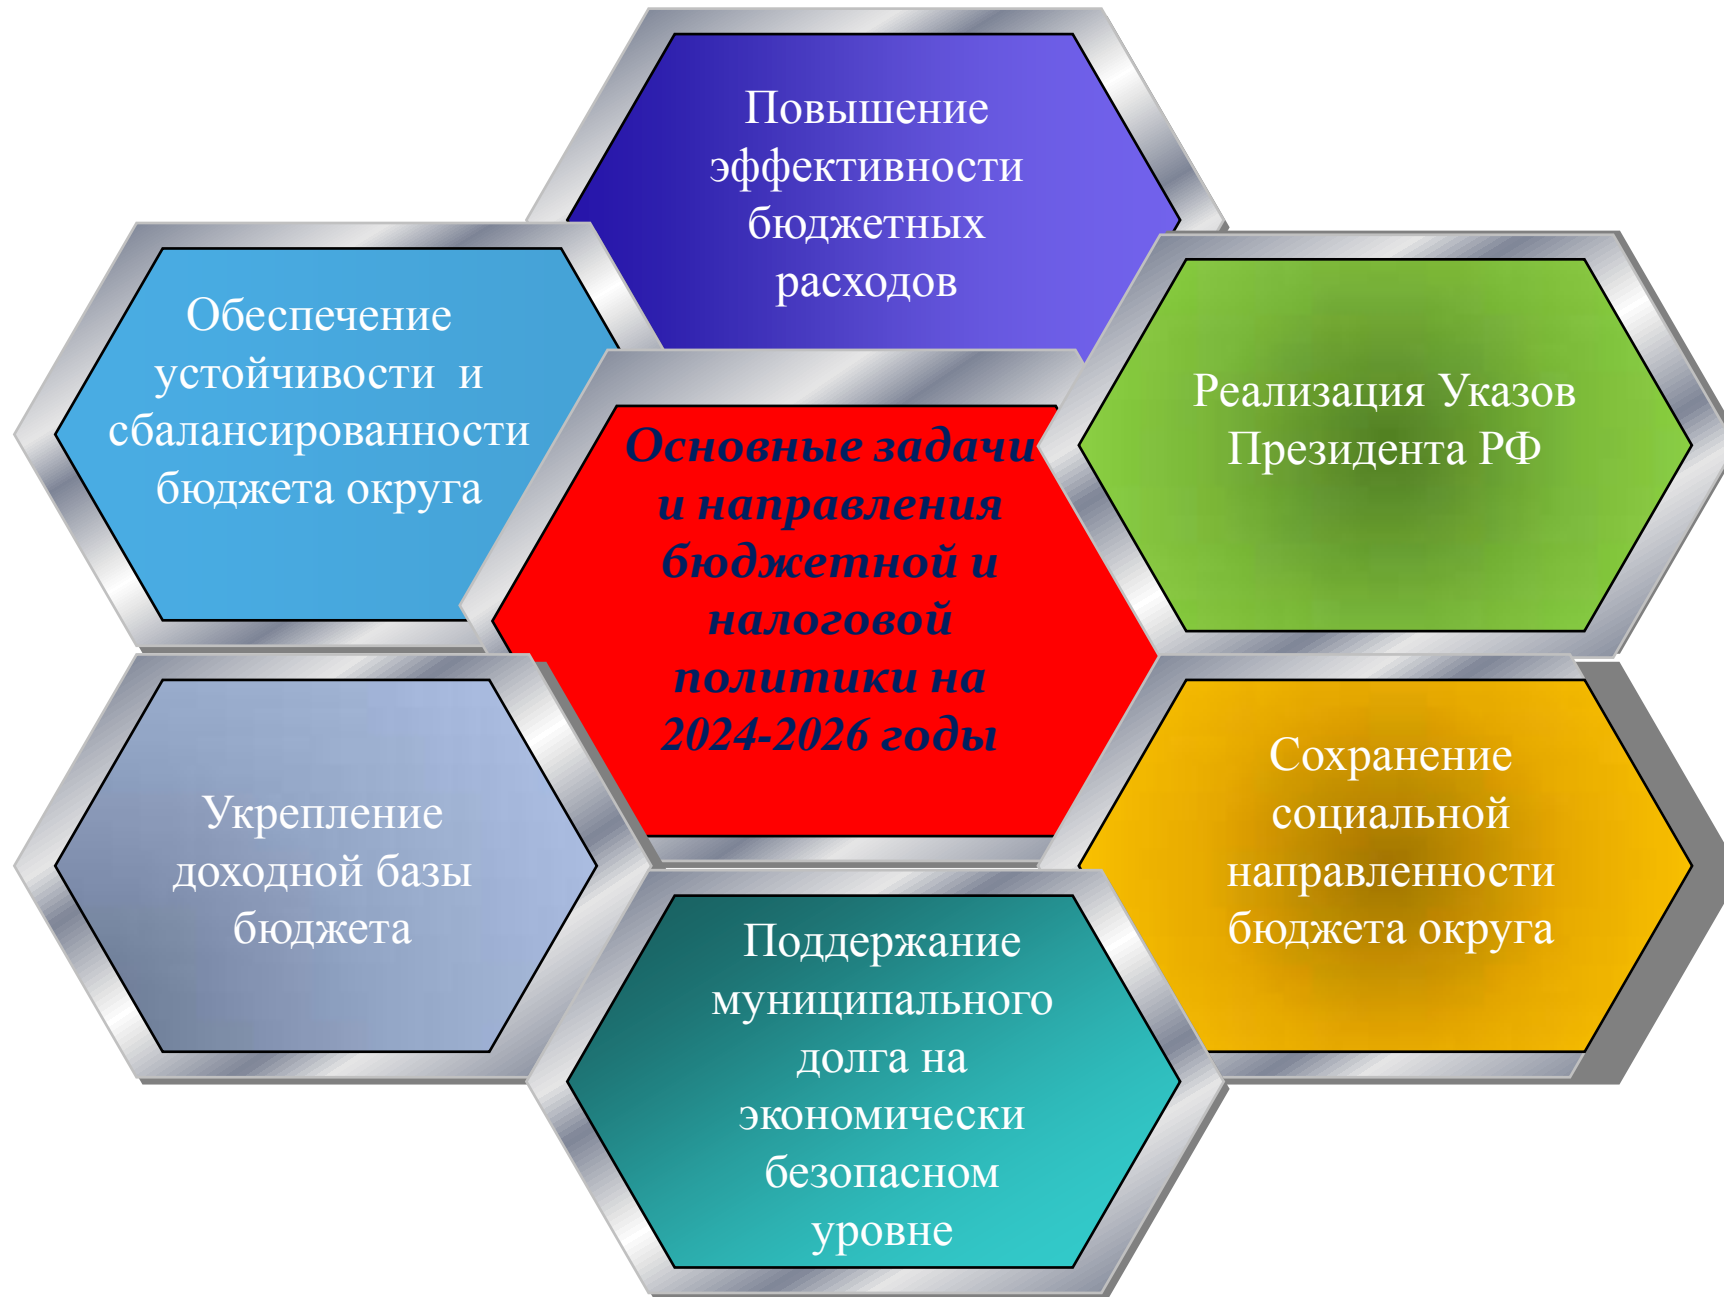 Повышение
эффективности
бюджетных
расходов
Обеспечение
устойчивости и
сбалансированности
бюджета округа
Реализация Указов
Президента РФ
Основные задачи
и направления
бюджетной и
налоговой
политики на
2024-2026 годы
Укрепление
доходной базы
бюджета
Сохранение
социальной
направленности
бюджета округа
Поддержание
муниципального
долга на
экономически
безопасном
уровне